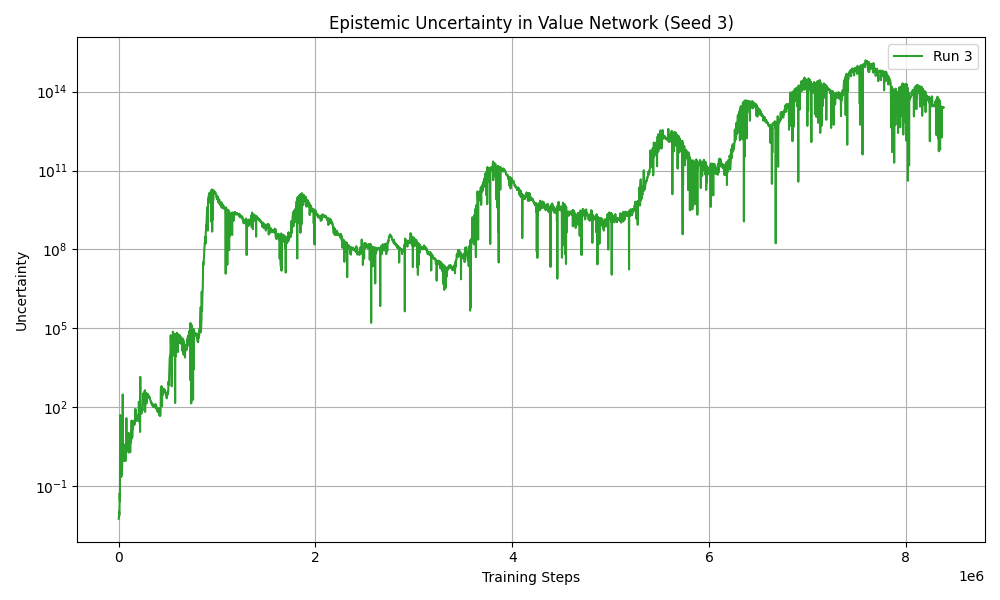 Epistemic Uncertainty in Value Network (Seed 3)
Run 3
Uncertainty
10^14
10^11
10^8
10^5
10^2
10^−1
0 2 4 6 8
1e6
Training Steps